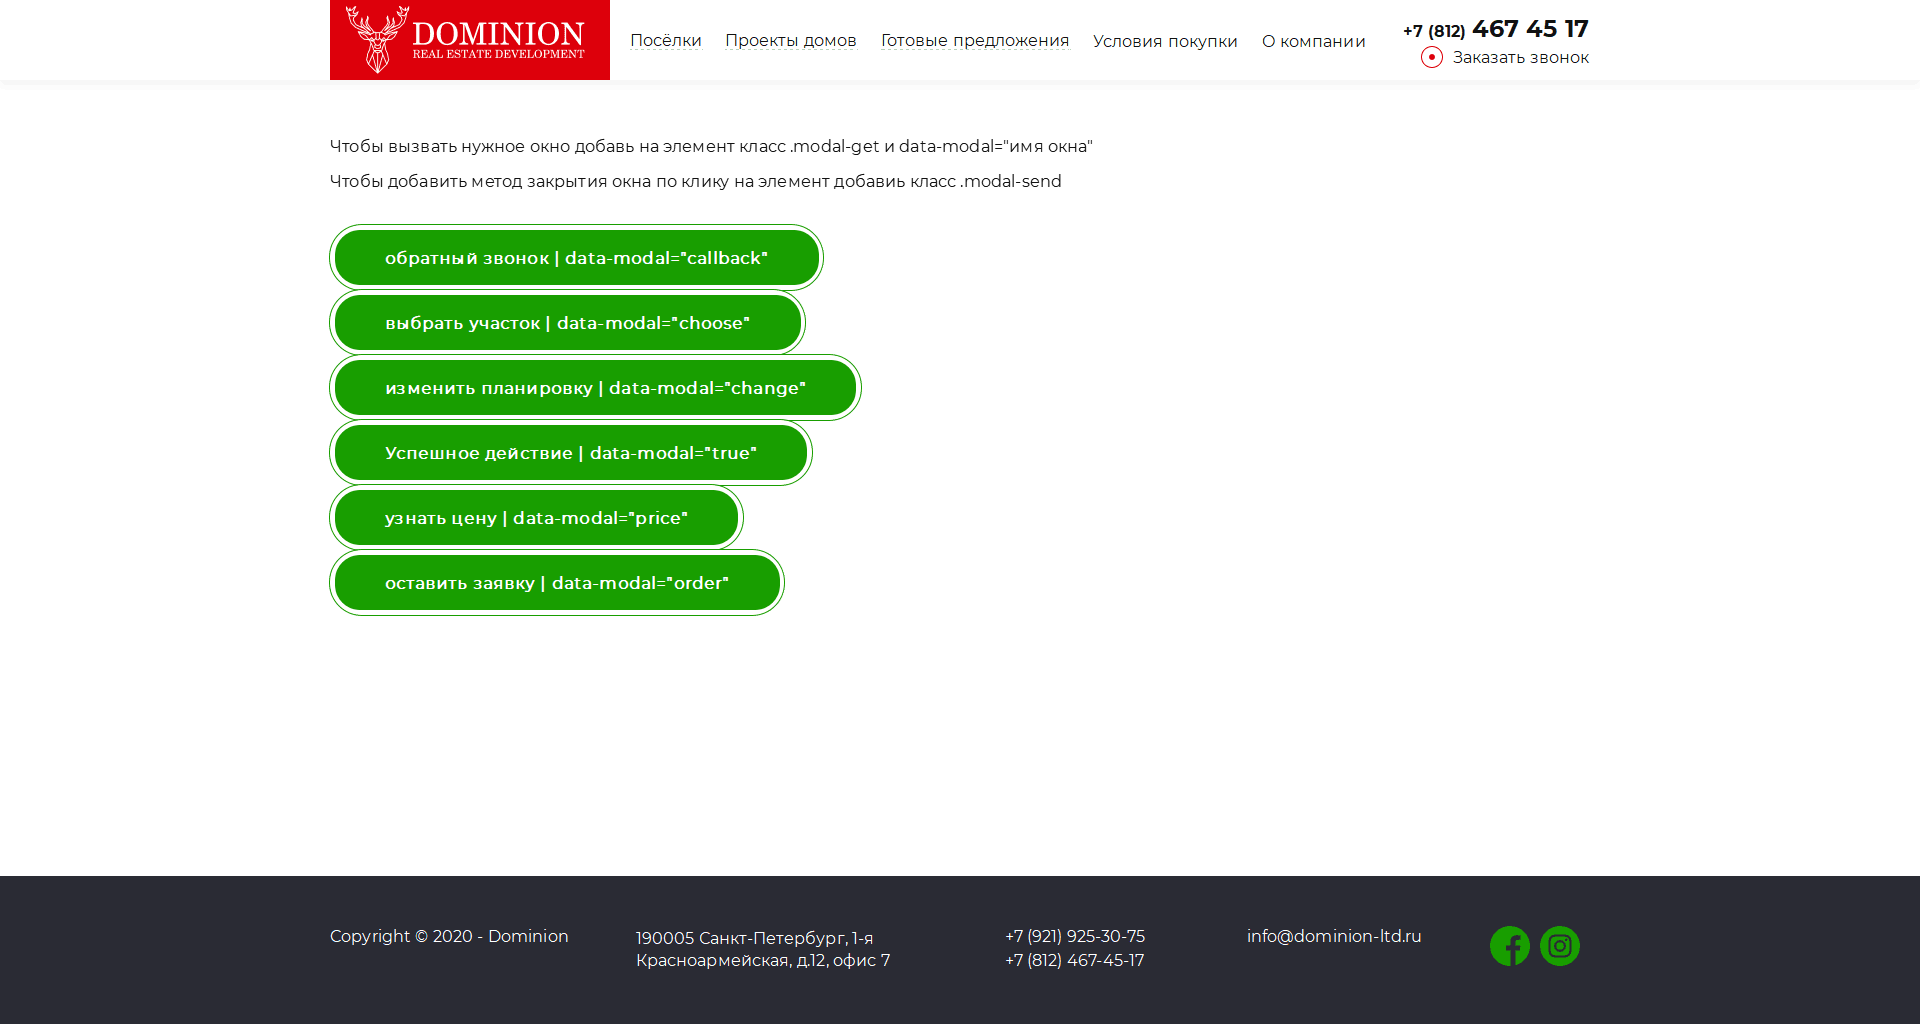 DOMINION
REAL ESTATE DEVELOPMENT
Посёлки
Проекты домов
Готовые предложения
Условия покупки
О компании
+7 (812) 467 45 17
Заказать звонок
Чтобы вызвать нужное окно добавь на элемент класс .modal-get и data-modal="имя окна"
Чтобы добавить метод закрытия окна по клику на элемент добавиь класс .modal-send
обратный звонок | data-modal="callback"
выбрать участок | data-modal="choose"
изменить планировку | data-modal="change"
Успешное действие | data-modal="true"
узнать цену | data-modal="price"
оставить заявку | data-modal="order"
Copyright © 2020 - Dominion
190005 Санкт-Петербург, 1-я
Красноармейская, д.12, офис 7
+7 (921) 925-30-75
+7 (812) 467-45-17
info@dominion-ltd.ru